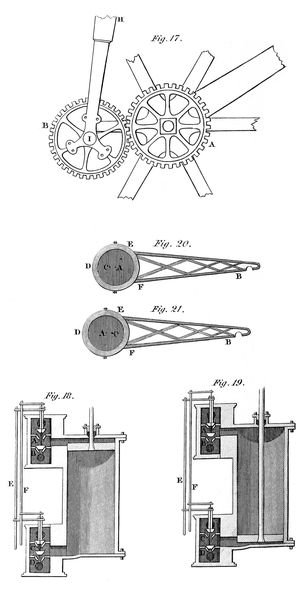 H
Fig. 17.
B
I
A
Fig. 20.
E
D
C A
B
F
Fig. 21.
E
D
A C
B
F
Fig. 18.
Fig. 19.
E
F
E
F